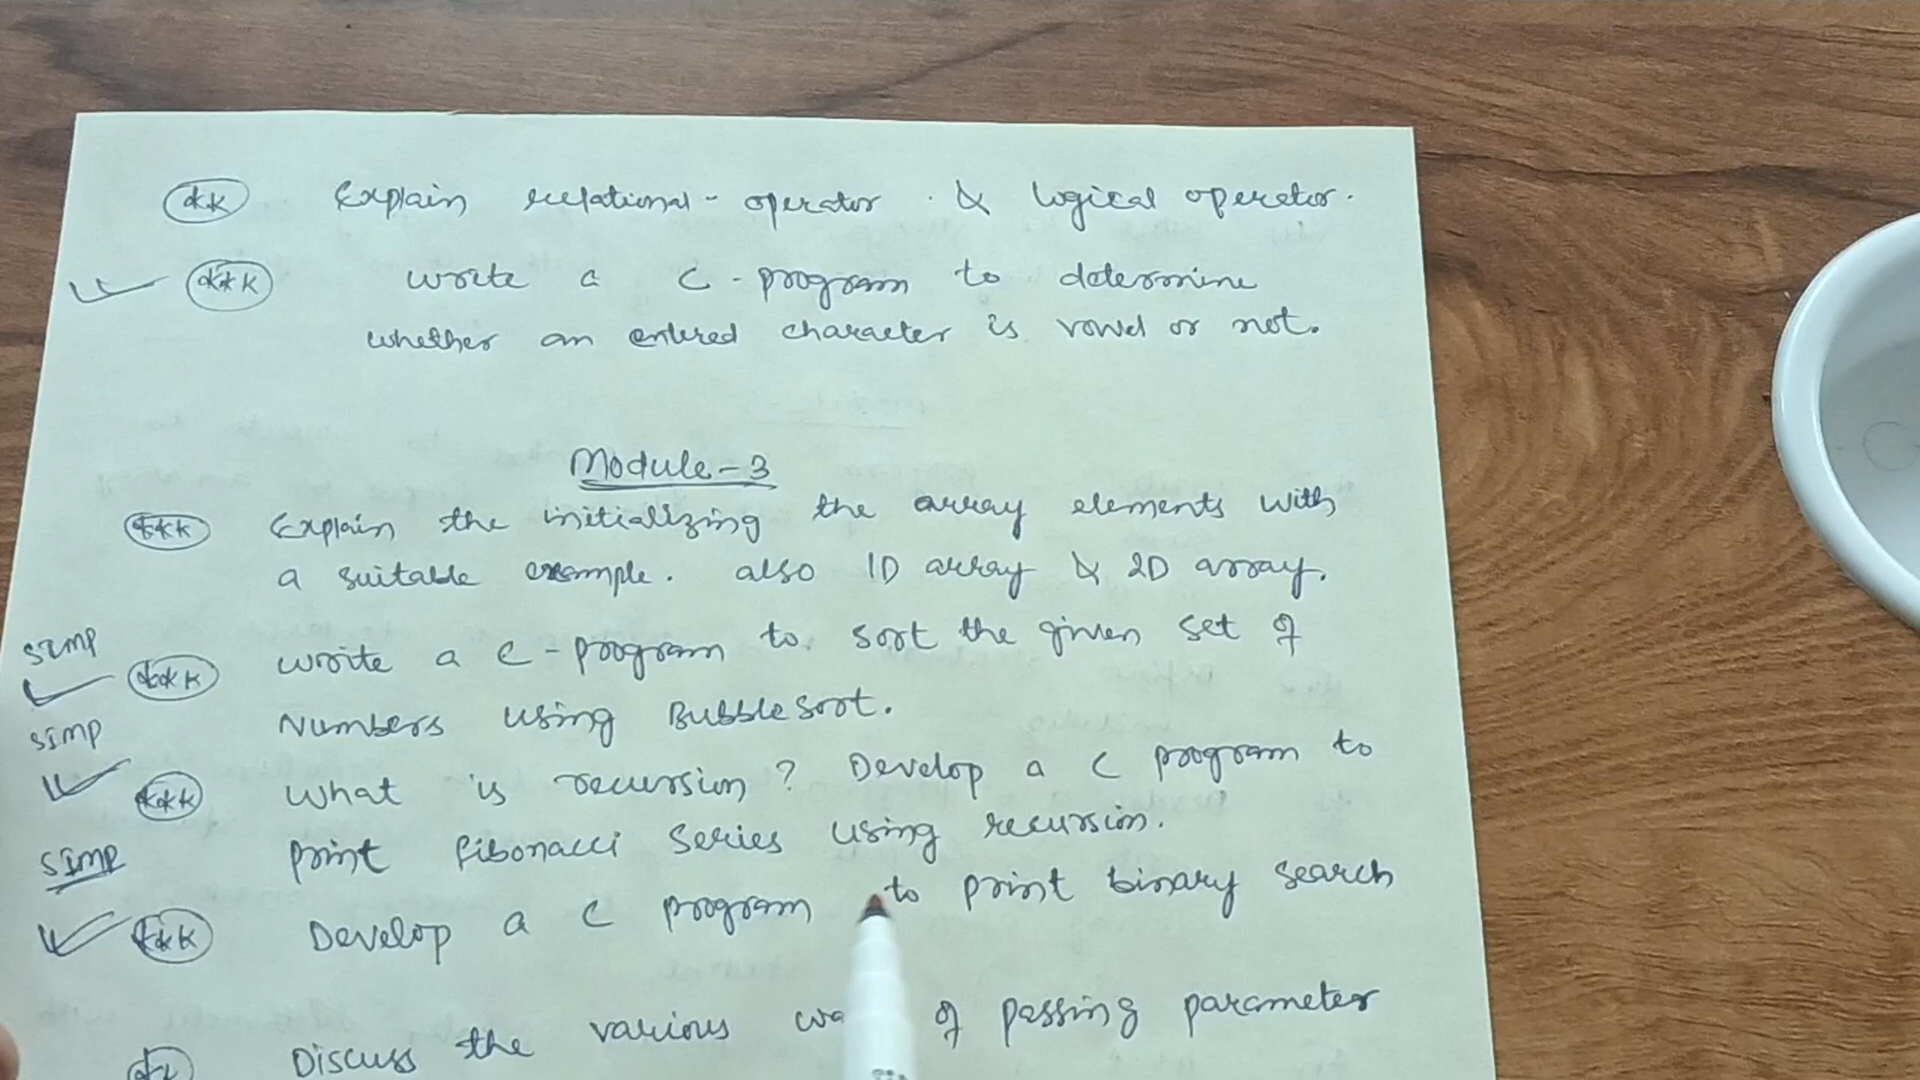 ** Explain relational - operator & logical operator.
*** write a C - program to determine
whether an entered character is vowel or not.
Module-3
*** Explain the initializing the array elements with
a suitable example. also 1D array & 2D array.
SIMP *** write a C - program to sort the given set of
Numbers using Bubble sort.
SIMP *** What is recursion? Develop a C program to
print fibonacci series using recursion.
SIMP *** Develop a C program to print binary search
Discuss the various of passing parameter